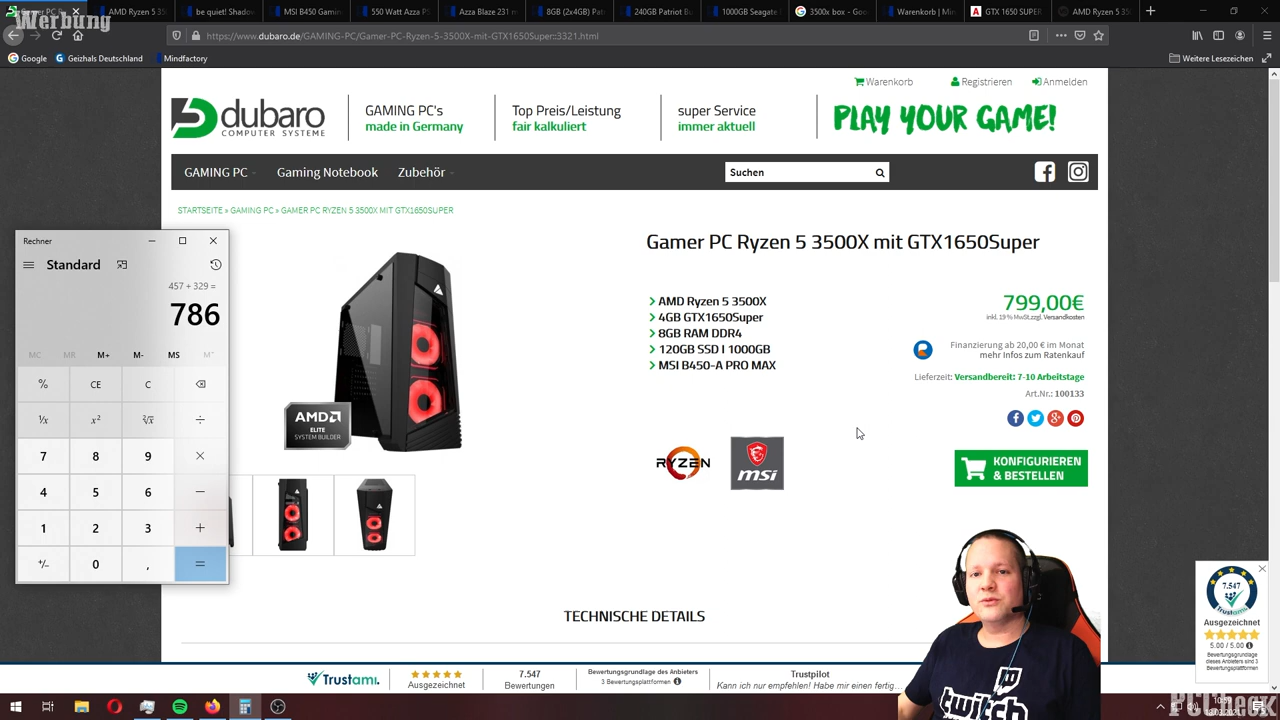 Werbung
AMD Ryzen 5 35
be quiet! Shadow
MSI B450 Gaming
550 Watt Azza PS
Azza Blaze 231 m
8GB (2x4GB) Pat
240GB Patriot Bu
1000GB Seagate
3500x box - Goo
Warenkorb | Min
GTX 1650 SUPER
AMD Ryzen 5 35
https://www.dubaro.de/GAMING-PC/Gamer-PC-Ryzen-5-3500X-mit-GTX1650Super::3321.html
Google
Geizhals Deutschland
Mindfactory
Weitere Lesezeichen
Warenkorb
Registrieren
Anmelden
dubaro
COMPUTER SYSTEME
GAMING PC's
made in Germany
Top Preis/Leistung
fair kalkuliert
super Service
immer aktuell
PLAY YOUR GAME!
GAMING PC
Gaming Notebook
Zubehör
Suchen
STARTSEITE » GAMING PC » GAMER PC RYZEN 5 3500X MIT GTX1650SUPER
Gamer PC Ryzen 5 3500X mit GTX1650Super
AMD Ryzen 5 3500X
4GB GTX1650Super
8GB RAM DDR4
120GB SSD I 1000GB
MSI B450-A PRO MAX
799,00€
inkl. 19 % MwSt.zzgl. Versandkosten
Finanzierung ab 20,00 € im Monat
mehr Infos zum Ratenkauf
Lieferzeit: Versandbereit: 7-10 Arbeitstage
Art.Nr.: 100133
KONFIGURIEREN
& BESTELLEN
RYZEN
msi
AMD
ELITE
SYSTEM BUILDER
Rechner
Standard
457 + 329 =
786
MC MR M+ M- MS M˅
% CE C
¹/x x² ²√x ÷
7 8 9 ×
4 5 6 −
1 2 3 +
+/- 0 , =
TECHNISCHE DETAILS
7.547
Trustami.
Ausgezeichnet
5.00 / 5.00
Bewertungsgrundlage
dieses Anbieters sind 3
Bewertungsplattformen
Trustami.
Ausgezeichnet
7.547
Bewertungen
Bewertungsgrundlage des Anbieters
3 Bewertungsplattformen
Trustpilot
Kann ich nur empfehlen! Habe mir einen fertig...
twitch
10:59
PCCheck